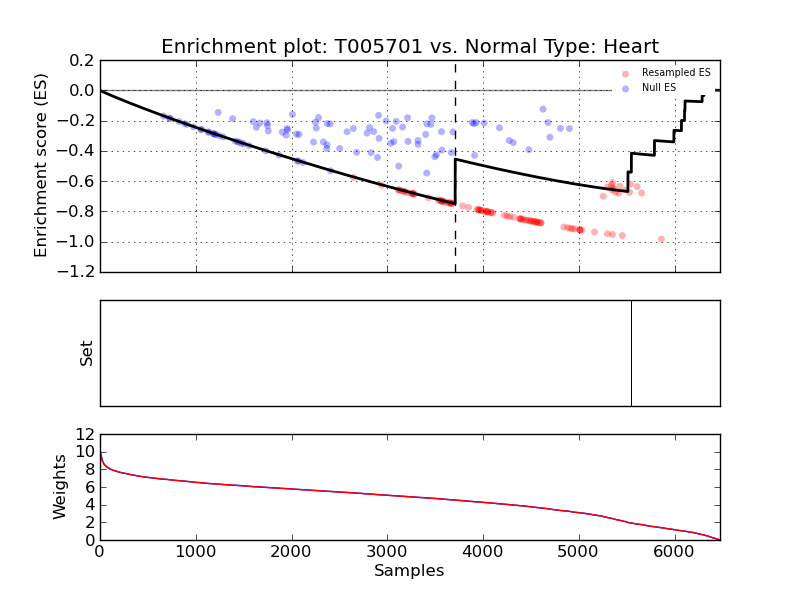 Enrichment plot: T005701 vs. Normal Type: Heart
Enrichment score (ES)
0.2
0.0
−0.2
−0.4
−0.6
−0.8
−1.0
−1.2
Resampled ES
Null ES
Set
Weights
12
10
8
6
4
2
0
0 1000 2000 3000 4000 5000 6000
Samples